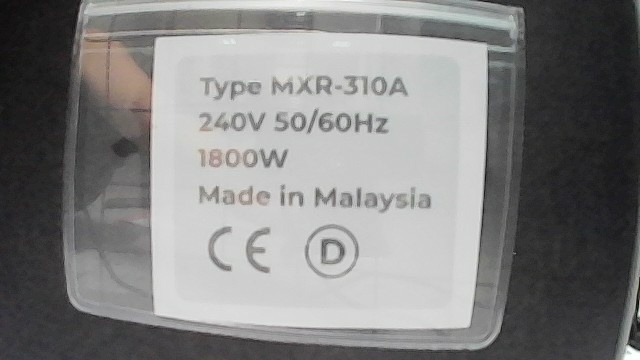 Type MXR-310A
240V 50/60Hz
1800W
Made in Malaysia
CE D